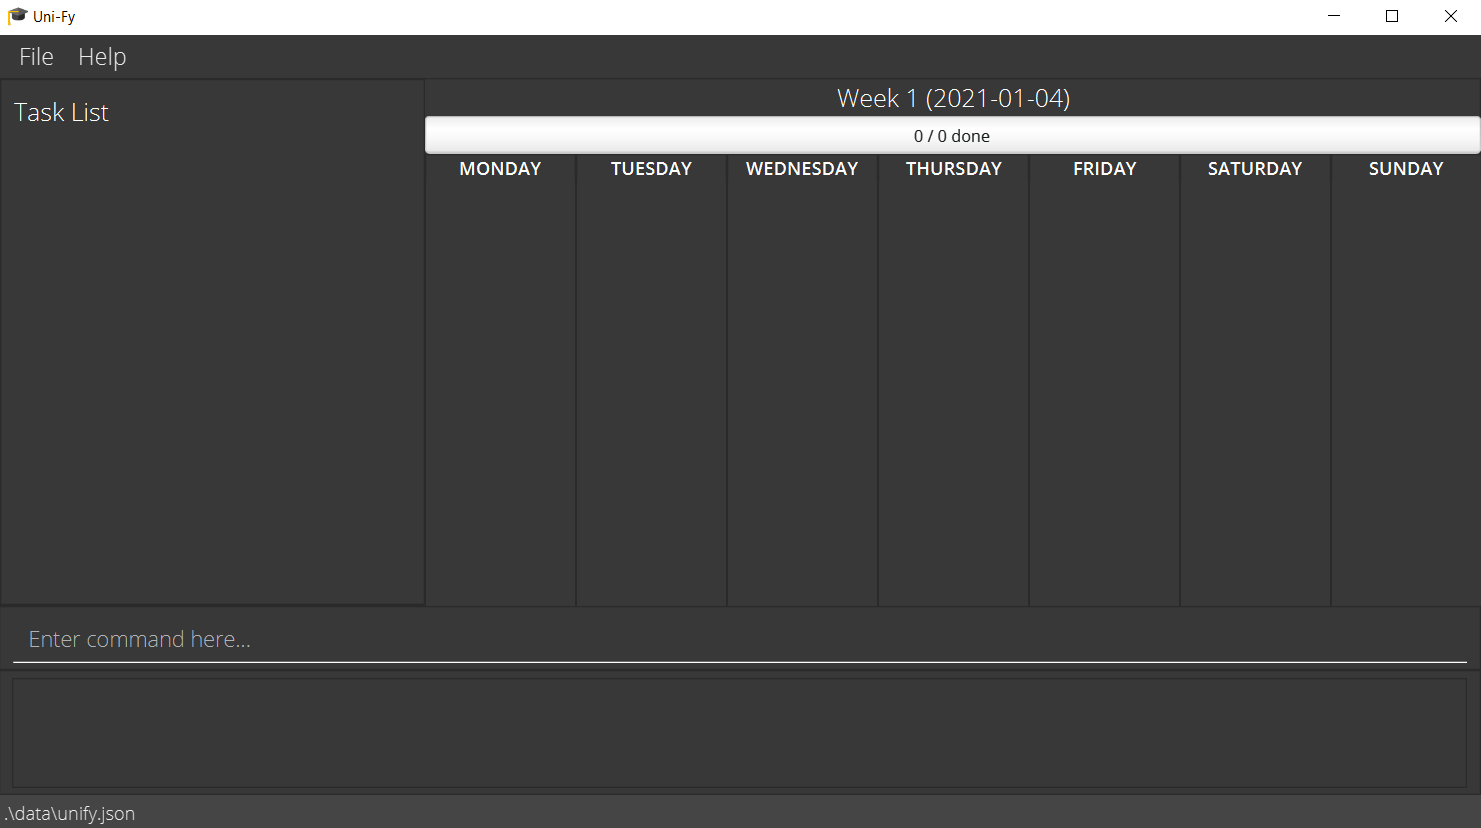 Uni-Fy
File Help
Task List
Week 1 (2021-01-04)
0 / 0 done
MONDAY TUESDAY WEDNESDAY THURSDAY FRIDAY SATURDAY SUNDAY
Enter command here...
.\data\unify.json